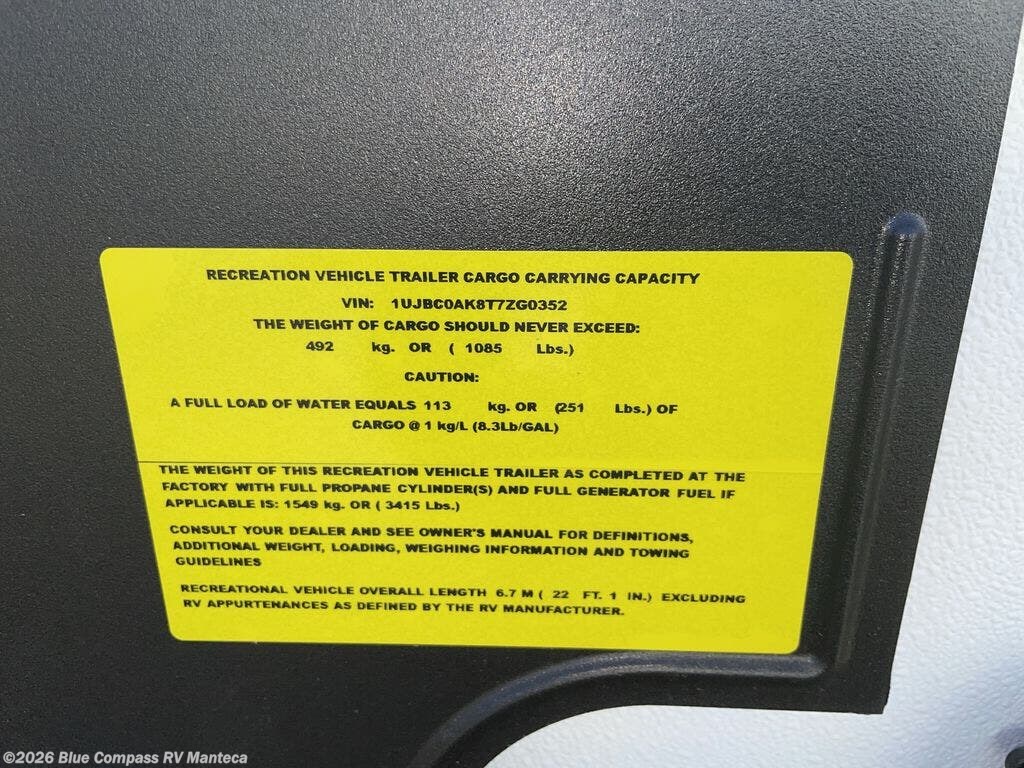 RECREATION VEHICLE TRAILER CARGO CARRYING CAPACITY
VIN: 1UJBC0AK8T7ZG0352
THE WEIGHT OF CARGO SHOULD NEVER EXCEED:
492 kg. OR ( 1085 Lbs.)
CAUTION:
A FULL LOAD OF WATER EQUALS 113 kg. OR (251 Lbs.) OF
CARGO @ 1 kg/L (8.3Lb/GAL)
THE WEIGHT OF THIS RECREATION VEHICLE TRAILER AS COMPLETED AT THE
FACTORY WITH FULL PROPANE CYLINDER(S) AND FULL GENERATOR FUEL IF
APPLICABLE IS: 1549 kg. OR ( 3415 Lbs.)
CONSULT YOUR DEALER AND SEE OWNER'S MANUAL FOR DEFINITIONS,
ADDITIONAL WEIGHT, LOADING, WEIGHING INFORMATION AND TOWING
GUIDELINES
RECREATIONAL VEHICLE OVERALL LENGTH 6.7 M ( 22 FT. 1 IN.) EXCLUDING
RV APPURTENANCES AS DEFINED BY THE RV MANUFACTURER.
©2026 Blue Compass RV Manteca